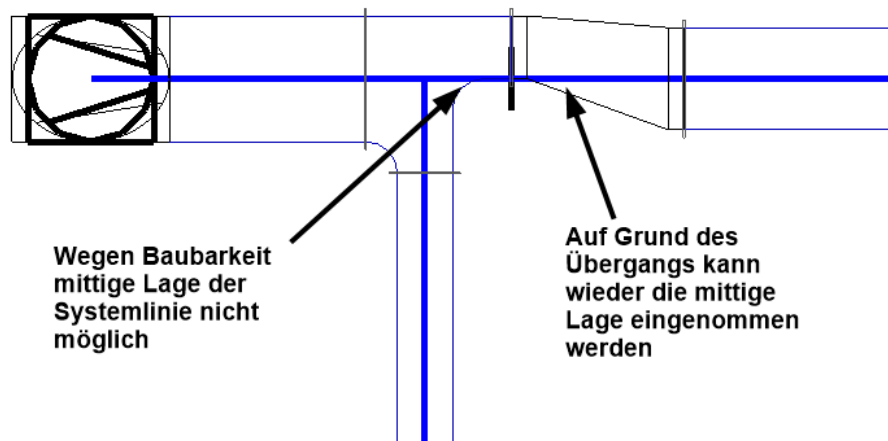 Wegen Baubarkeit
mittige Lage der
Systemlinie nicht
möglich
Auf Grund des
Übergangs kann
wieder die mittige
Lage eingenommen
werden